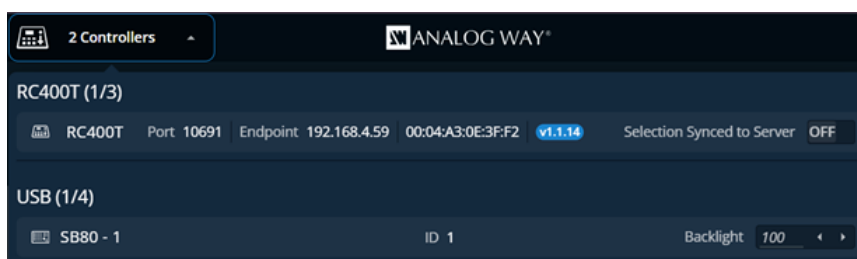 2 Controllers
ANALOG WAY®
RC400T (1/3)
RC400T Port 10691 Endpoint 192.168.4.59 00:04:A3:0E:3F:F2 v1.1.14 Selection Synced to Server OFF
USB (1/4)
SB80 - 1 ID 1 Backlight 100